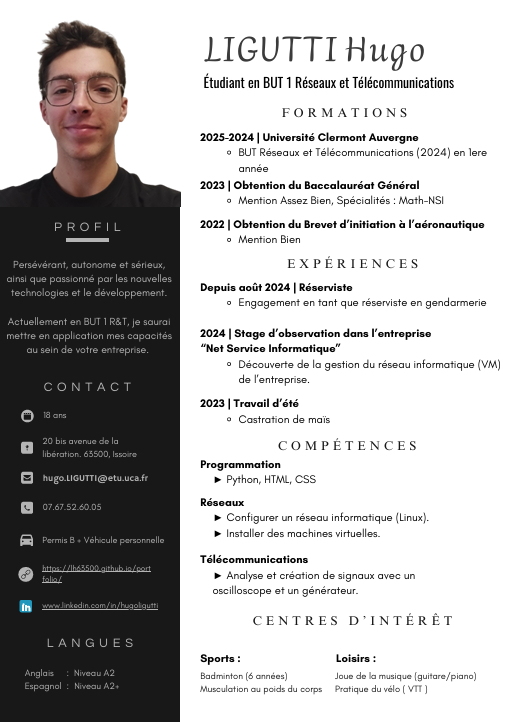 LIGUTTI Hugo
Étudiant en BUT 1 Réseaux et Télécommunications
PROFIL
Persévérant, autonome et sérieux,
ainsi que passionné par les nouvelles
technologies et le développement.
Actuellement en BUT 1 R&T, je saurai
mettre en application mes capacités
au sein de votre entreprise.
CONTACT
18 ans
20 bis avenue de la
libération. 63500, Issoire
hugo.LIGUTTI@etu.uca.fr
07.67.52.60.05
Permis B + Véhicule personnelle
https://lh63500.github.io/port
folio/
www.linkedin.com/in/hugoligutti
LANGUES
Anglais : Niveau A2
Espagnol : Niveau A2+
FORMATIONS
2025-2024 | Université Clermont Auvergne
BUT Réseaux et Télécommunications (2024) en 1ere
année
2023 | Obtention du Baccalauréat Général
Mention Assez Bien, Spécialités : Math-NSI
2022 | Obtention du Brevet d'initiation à l'aéronautique
Mention Bien
EXPÉRIENCES
Depuis août 2024 | Réserviste
Engagement en tant que réserviste en gendarmerie
2024 | Stage d'observation dans l'entreprise
“Net Service Informatique”
Découverte de la gestion du réseau informatique (VM)
de l'entreprise.
2023 | Travail d'été
Castration de maïs
COMPÉTENCES
Programmation
► Python, HTML, CSS
Réseaux
► Configurer un réseau informatique (Linux).
► Installer des machines virtuelles.
Télécommunications
► Analyse et création de signaux avec un
oscilloscope et un générateur.
CENTRES D'INTÉRÊT
Sports :
Badminton (6 années)
Musculation au poids du corps
Loisirs :
Joue de la musique (guitare/piano)
Pratique du vélo ( VTT )